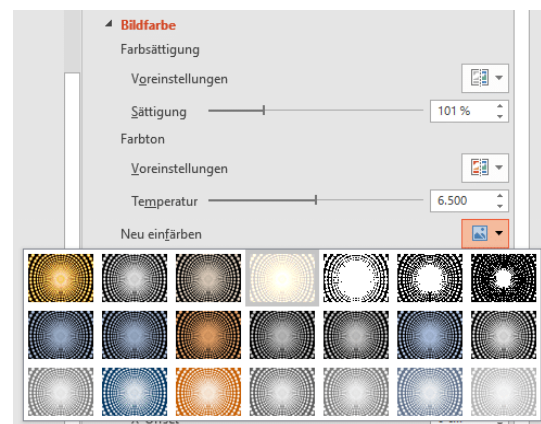 Bildfarbe
Farbsättigung
Voreinstellungen
Sättigung 101 %
Farbton
Voreinstellungen
Temperatur 6.500
Neu einfärben